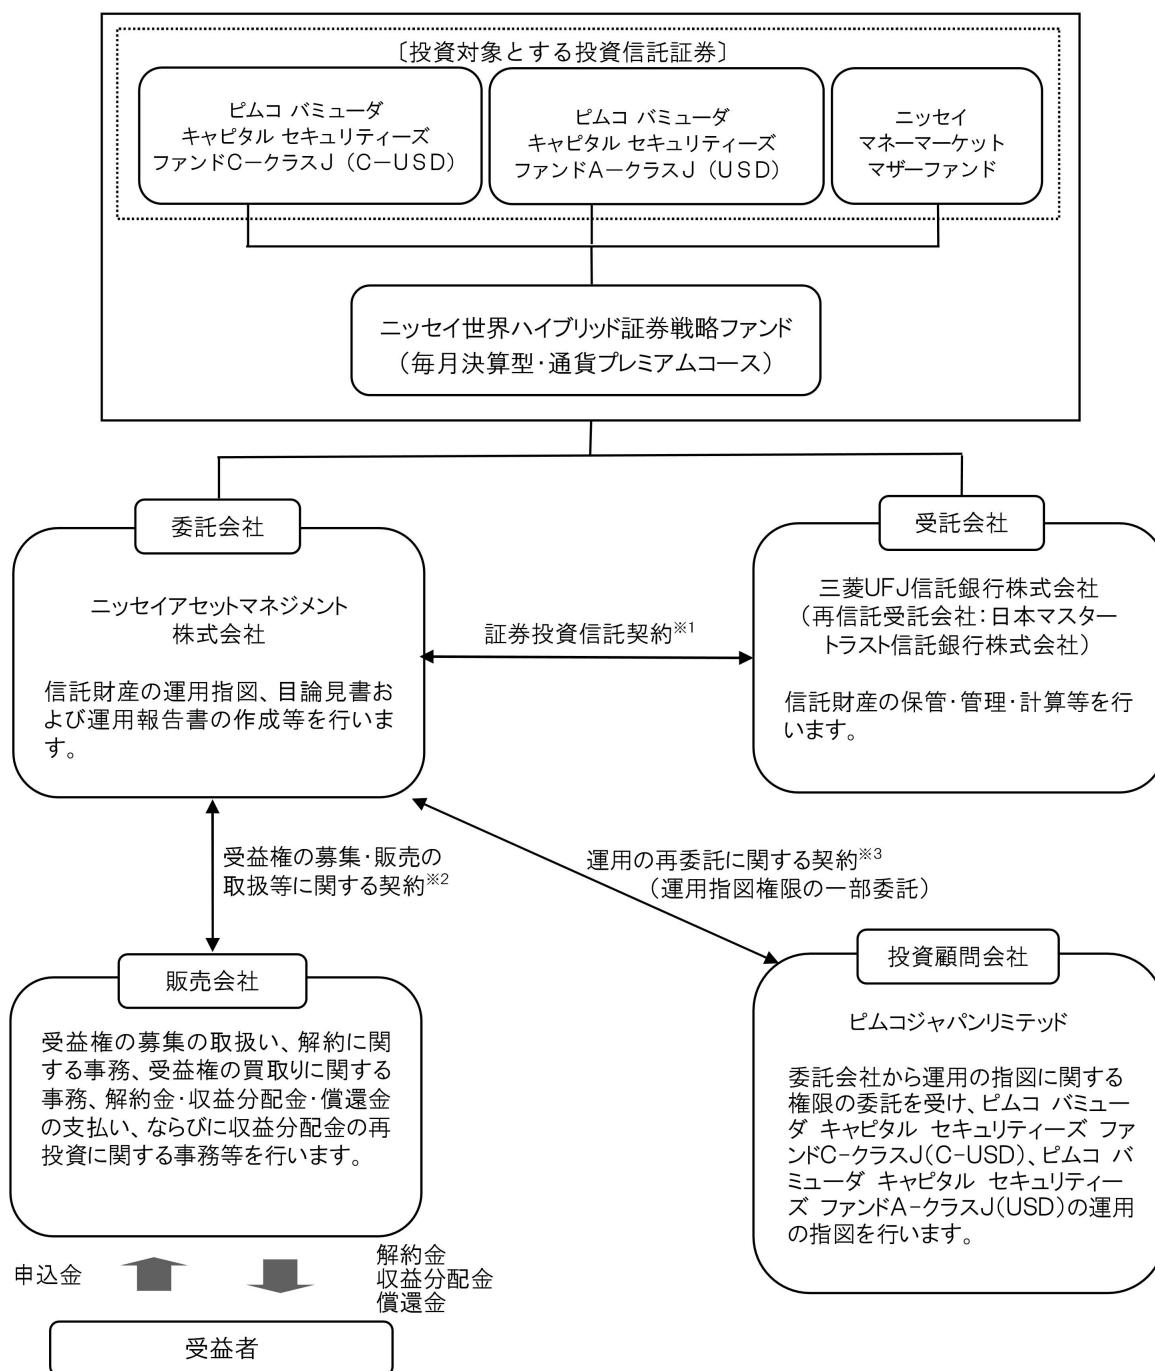 〔投資対象とする投資信託証券〕
ピムコ バミューダ
キャピタル セキュリティーズ
ファンドC－クラスJ（C－USD）
ピムコ バミューダ
キャピタル セキュリティーズ
ファンドA－クラスJ（USD）
ニッセイ
マネーマーケット
マザーファンド
ニッセイ世界ハイブリッド証券戦略ファンド
（毎月決算型・通貨プレミアムコース）
委託会社
ニッセイアセットマネジメント
株式会社
信託財産の運用指図、目論見書お
よび運用報告書の作成等を行いま
す。
証券投資信託契約※1
受託会社
三菱UFJ信託銀行株式会社
（再信託受託会社：日本マスター
トラスト信託銀行株式会社）
信託財産の保管・管理・計算等を行
います。
受益権の募集・販売の
取扱等に関する契約※2
運用の再委託に関する契約※3
（運用指図権限の一部委託）
販売会社
受益権の募集の取扱い、解約に関
する事務、受益権の買取りに関する
事務、解約金・収益分配金・償還金
の支払い、ならびに収益分配金の再
投資に関する事務等を行います。
投資顧問会社
ピムコジャパンリミテッド
委託会社から運用の指図に関する
権限の委託を受け、ピムコ バミュー
ダ キャピタル セキュリティーズ ファ
ンドC-クラスJ(C-USD)、ピムコ バ
ミューダ キャピタル セキュリティー
ズ ファンドA-クラスJ(USD)の運用
の指図を行います。
申込金
解約金
収益分配金
償還金
受益者